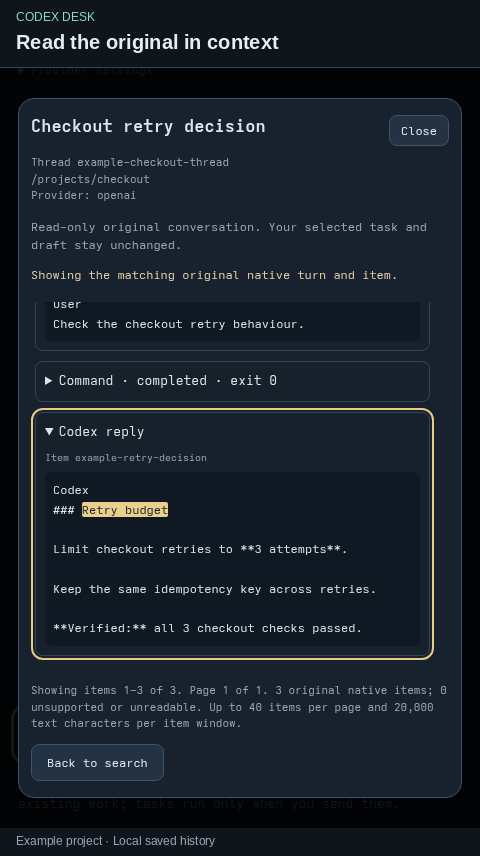 CODEX DESK
Read the original in context
▶ Provider settings
Checkout retry decision
Close
Thread example-checkout-thread
/projects/checkout
Provider: openai
Read-only original conversation. Your selected task and
draft stay unchanged.
Showing the matching original native turn and item.
User
Check the checkout retry behaviour.
▶ Command · completed · exit 0
▼ Codex reply
Item example-retry-decision
Codex
### Retry budget
Limit checkout retries to **3 attempts**.
Keep the same idempotency key across retries.
**Verified:** all 3 checkout checks passed.
Showing items 1–3 of 3. Page 1 of 1. 3 original native items; 0
unsupported or unreadable. Up to 40 items per page and 20,000
text characters per item window.
Back to search
existing work; tasks run only when you send them.
Example project · Local saved history